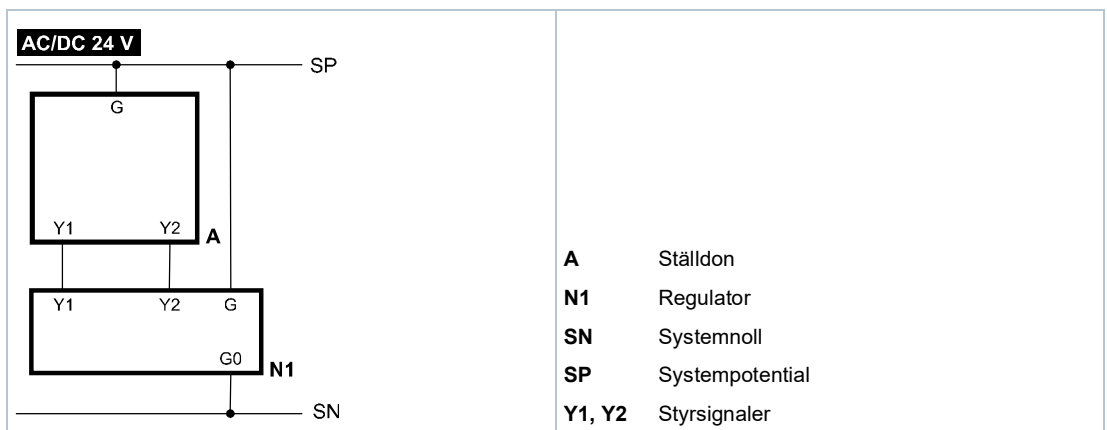 AC/DC 24 V
SP
G
Y1 Y2
A
Y1 Y2 G
G0
N1
SN
A Ställdon
N1 Regulator
SN Systemnoll
SP Systempotential
Y1, Y2 Styrsignaler